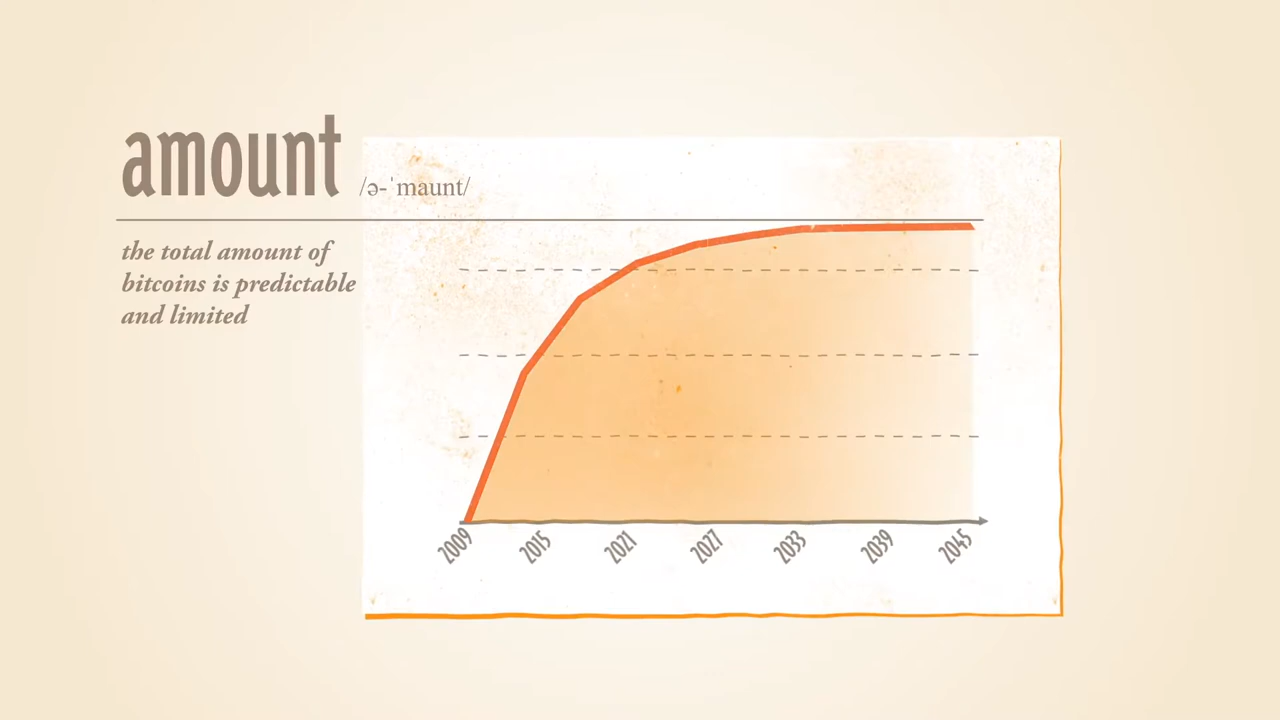 amount /ə-ˈmaunt/
the total amount of
bitcoins is predictable
and limited
2009 2015 2021 2027 2033 2039 2045